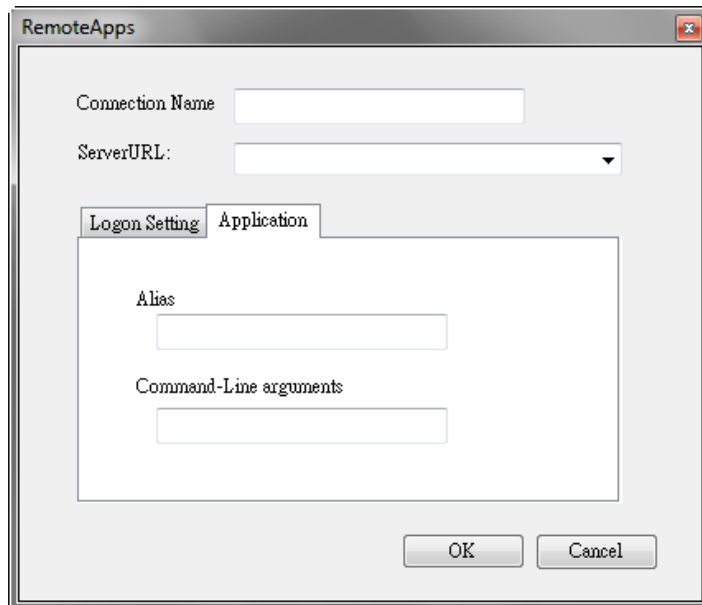 RemoteApps
Connection Name
ServerURL:
Logon Setting Application
Alias
Command-Line arguments
OK Cancel